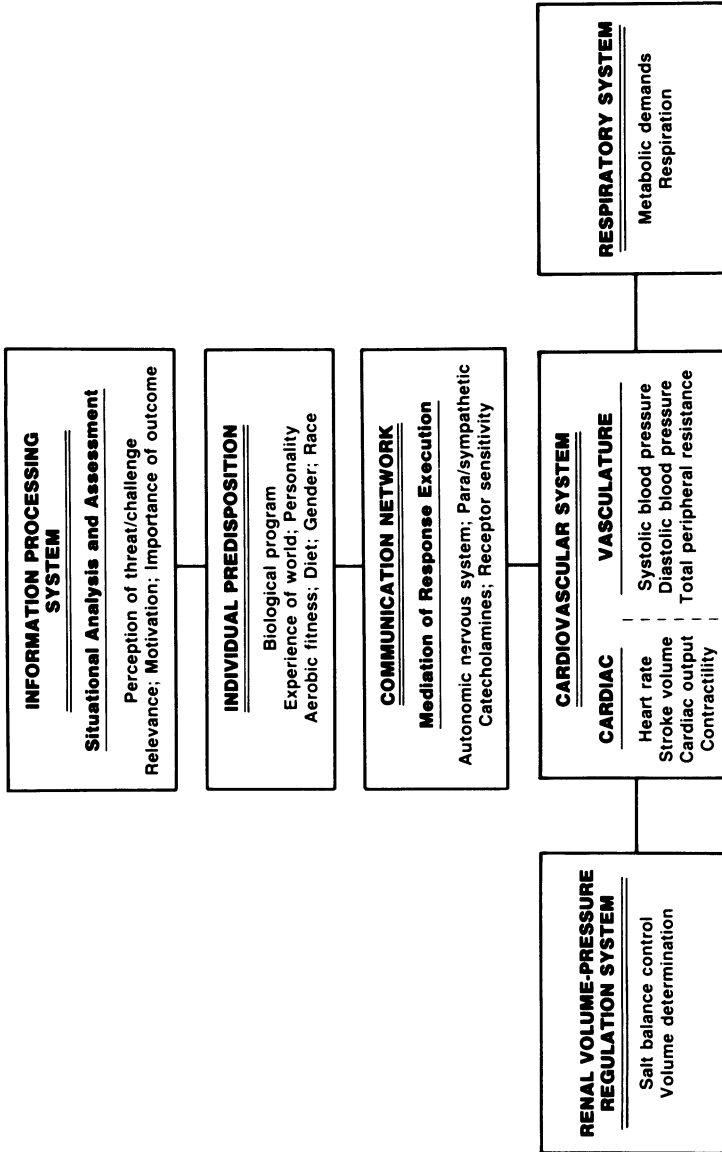 INFORMATION PROCESSING
SYSTEM
Situational Analysis and Assessment
Perception of threat/challenge
Relevance; Motivation; Importance of outcome
INDIVIDUAL PREDISPOSITION
Biological program
Experience of world; Personality
Aerobic fitness; Diet; Gender; Race
COMMUNICATION NETWORK
Mediation of Response Execution
Autonomic nervous system; Para/sympathetic
Catecholamines; Receptor sensitivity
RENAL VOLUME-PRESSURE
REGULATION SYSTEM
Salt balance control
Volume determination
CARDIOVASCULAR SYSTEM
CARDIAC
Heart rate
Stroke volume
Cardiac output
Contractility
VASCULATURE
Systolic blood pressure
Diastolic blood pressure
Total peripheral resistance
RESPIRATORY SYSTEM
Metabolic demands
Respiration